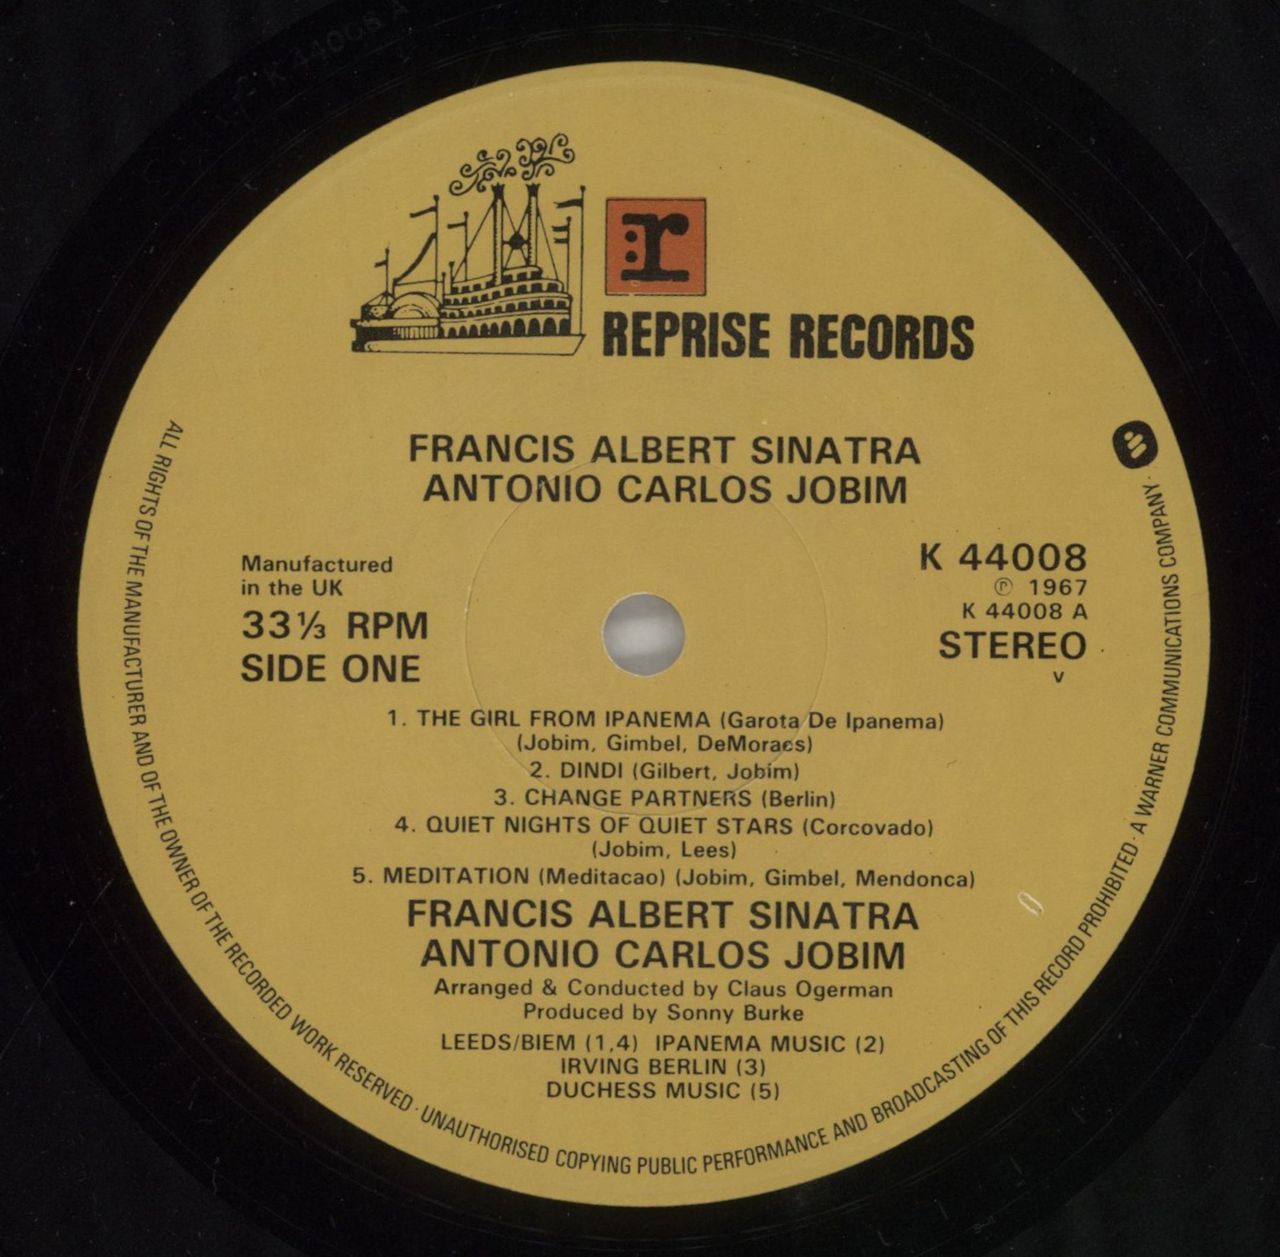 r
REPRISE RECORDS
FRANCIS ALBERT SINATRA
ANTONIO CARLOS JOBIM
Manufactured
in the UK
33⅓ RPM
SIDE ONE
K 44008
℗ 1967
K 44008 A
STEREO
v
1. THE GIRL FROM IPANEMA (Garota De Ipanema)
(Jobim, Gimbel, DeMoraes)
2. DINDI (Gilbert, Jobim)
3. CHANGE PARTNERS (Berlin)
4. QUIET NIGHTS OF QUIET STARS (Corcovado)
(Jobim, Lees)
5. MEDITATION (Meditacao) (Jobim, Gimbel, Mendonca)
FRANCIS ALBERT SINATRA
ANTONIO CARLOS JOBIM
Arranged & Conducted by Claus Ogerman
Produced by Sonny Burke
LEEDS/BIEM (1,4) IPANEMA MUSIC (2)
IRVING BERLIN (3)
DUCHESS MUSIC (5)
ALL RIGHTS OF THE MANUFACTURER AND OF THE OWNER OF THE RECORDED WORK RESERVED · UNAUTHORISED COPYING PUBLIC PERFORMANCE AND BROADCASTING OF THIS RECORD PROHIBITED · A WARNER COMMUNICATIONS COMPANY ·